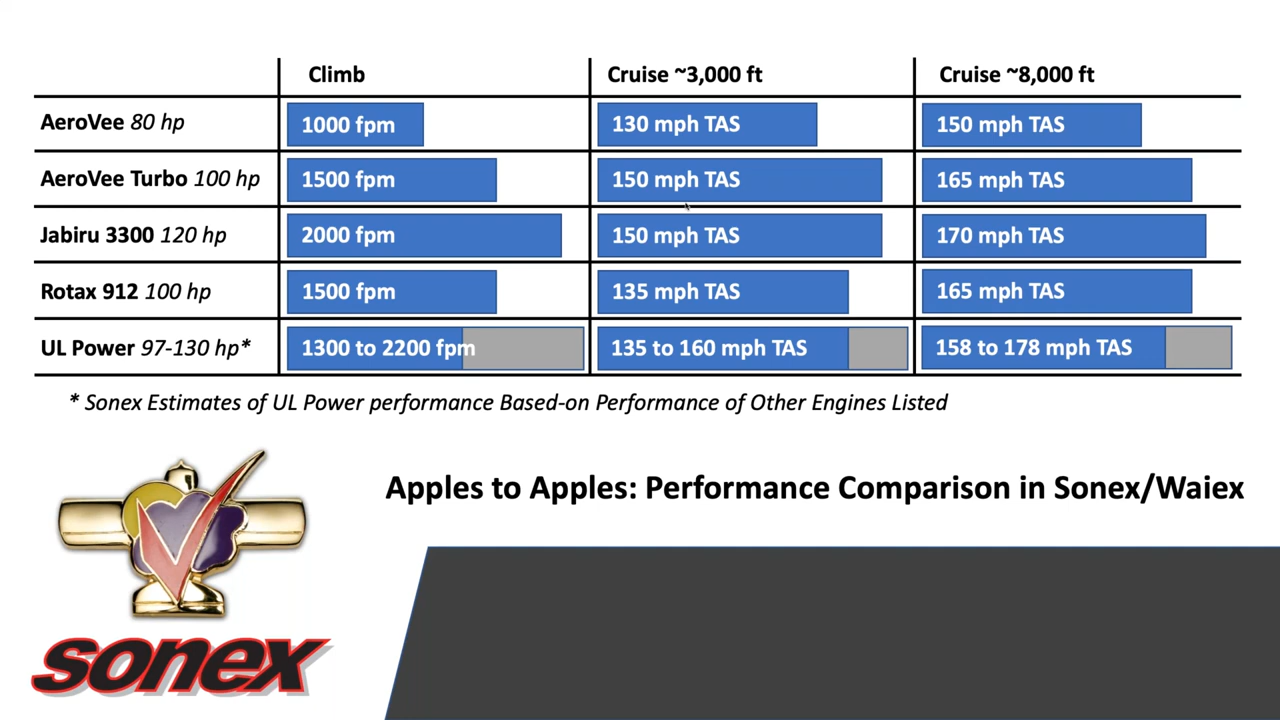 Climb Cruise ~3,000 ft Cruise ~8,000 ft
AeroVee 80 hp 1000 fpm 130 mph TAS 150 mph TAS
AeroVee Turbo 100 hp 1500 fpm 150 mph TAS 165 mph TAS
Jabiru 3300 120 hp 2000 fpm 150 mph TAS 170 mph TAS
Rotax 912 100 hp 1500 fpm 135 mph TAS 165 mph TAS
UL Power 97-130 hp* 1300 to 2200 fpm 135 to 160 mph TAS 158 to 178 mph TAS
* Sonex Estimates of UL Power performance Based-on Performance of Other Engines Listed
Apples to Apples: Performance Comparison in Sonex/Waiex
sonex